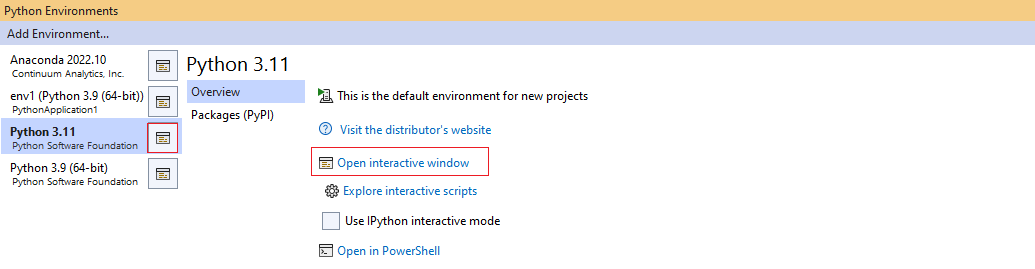 Python Environments
Add Environment...
Anaconda 2022.10
Continuum Analytics, Inc.
env1 (Python 3.9 (64-bit))
PythonApplication1
Python 3.11
Python Software Foundation
Python 3.9 (64-bit)
Python Software Foundation
Python 3.11
Overview
Packages (PyPI)
This is the default environment for new projects
Visit the distributor's website
Open interactive window
Explore interactive scripts
Use IPython interactive mode
Open in PowerShell